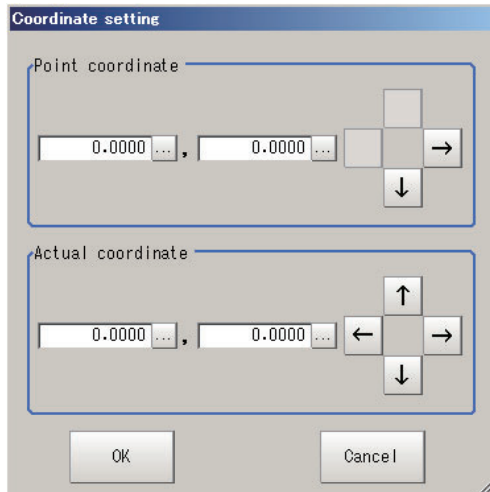 Coordinate setting
Point coordinate
0.0000 ... , 0.0000 ... →
↓
Actual coordinate
↑
0.0000 ... , 0.0000 ... ← →
↓
OK Cancel